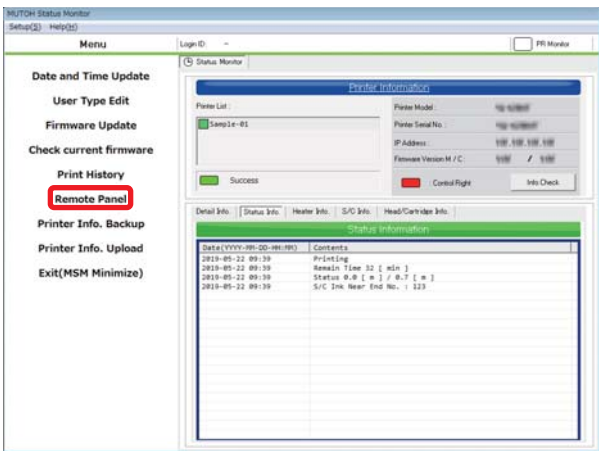 MUTOH Status Monitor
Setup(S) Help(H)
Menu
Login ID: -
PR Monitor
Status Monitor
Date and Time Update
User Type Edit
Firmware Update
Check current firmware
Print History
Remote Panel
Printer Info. Backup
Printer Info. Upload
Exit(MSM Minimize)
Printer Information
Printer List :
Sample-01
Success
Printer Model :
Printer Serial No. :
IP Address :
Firmware Version M / C : /
: Control Right
Info Check
Detail Info. Status Info. Heater Info. S/C Info. Head/Cartridge Info.
Status Information
Date(YYYY-MM-DD-HH:MM) Contents
2019-05-22 09:39 Printing
2019-05-22 09:39 Remain Time 32 [ min ]
2019-05-22 09:39 Status 0.0 [ m ] / 0.7 [ m ]
2019-05-22 09:39 S/C Ink Near End No. : 123